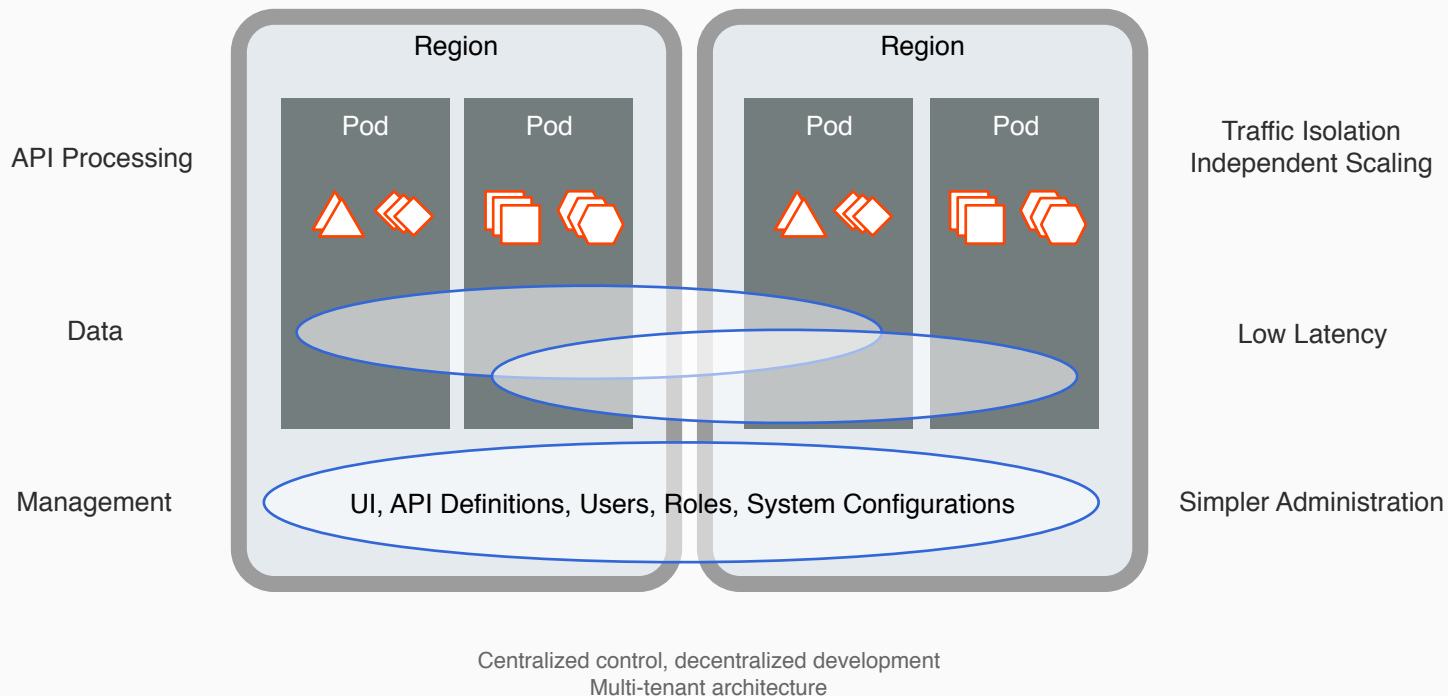 Region
Region
Pod
Pod
Pod
Pod
API Processing
Traffic Isolation
Independent Scaling
Data
Low Latency
Management
UI, API Definitions, Users, Roles, System Configurations
Simpler Administration
Centralized control, decentralized development
Multi-tenant architecture